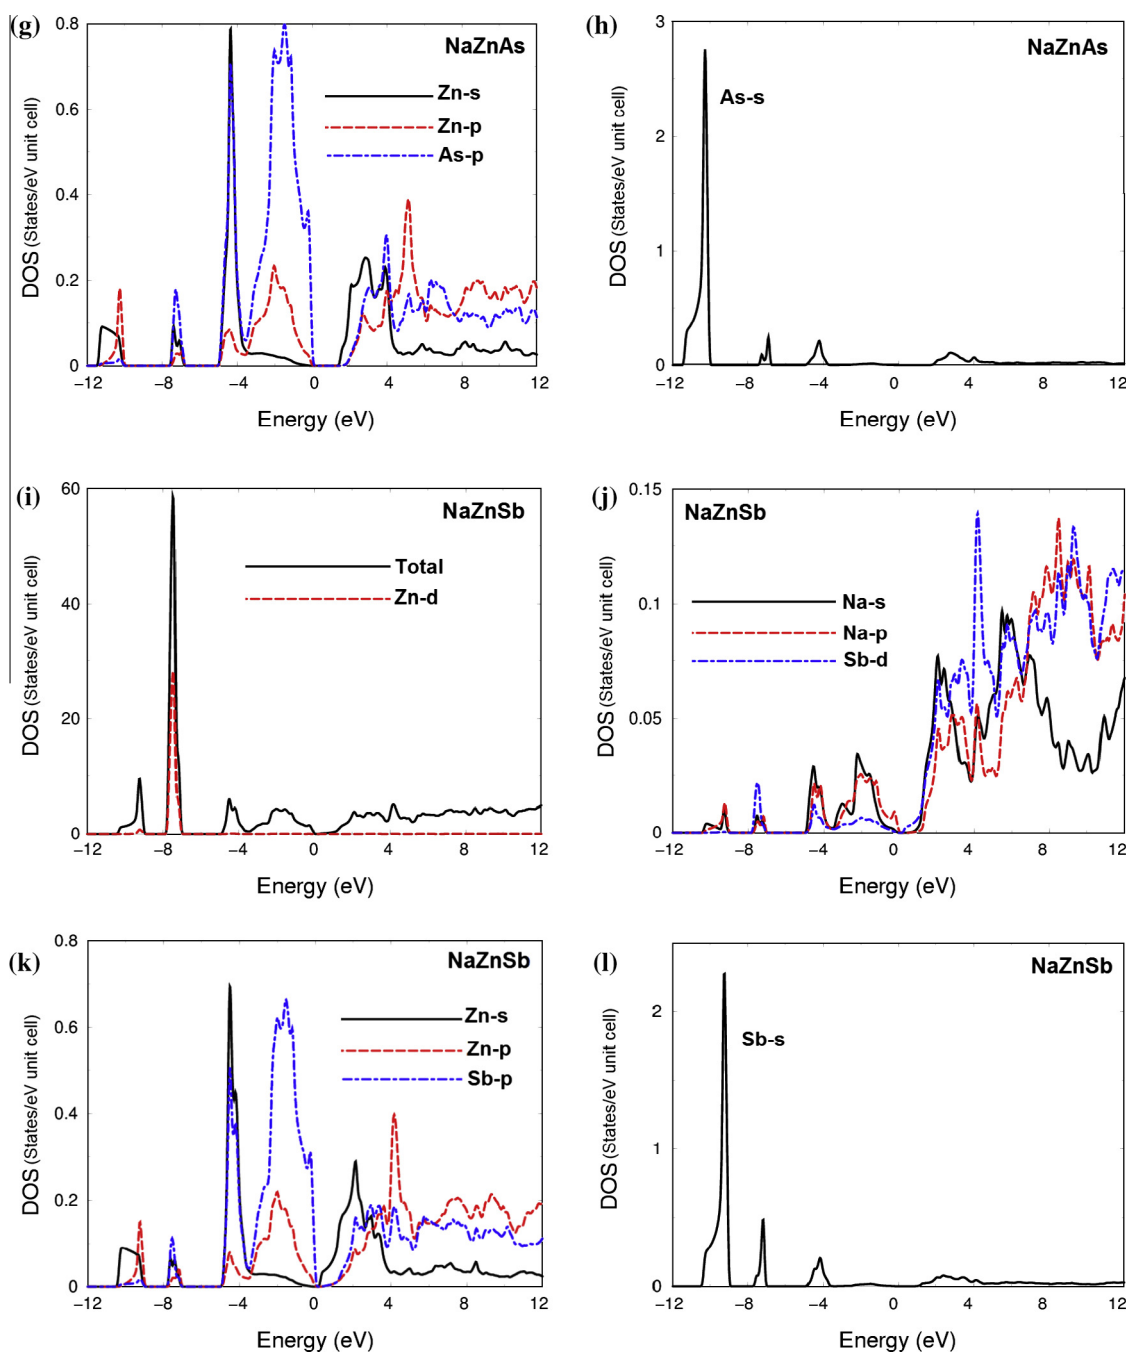 (g)
NaZnAs
Zn-s
Zn-p
As-p
DOS (States/eV unit cell)
0.8
0.6
0.4
0.2
0
−12 −8 −4 0 4 8 12
Energy (eV)
(h)
NaZnAs
As-s
DOS (States/eV unit cell)
3
2
1
0
−12 −8 −4 0 4 8 12
Energy (eV)
(i)
NaZnSb
Total
Zn-d
DOS (States/eV unit cell)
60
40
20
0
−12 −8 −4 0 4 8 12
Energy (eV)
(j)
NaZnSb
Na-s
Na-p
Sb-d
DOS (States/eV unit cell)
0.15
0.1
0.05
0
−12 −8 −4 0 4 8 12
Energy (eV)
(k)
NaZnSb
Zn-s
Zn-p
Sb-p
DOS (States/eV unit cell)
0.8
0.6
0.4
0.2
0
−12 −8 −4 0 4 8 12
Energy (eV)
(l)
NaZnSb
Sb-s
DOS (States/eV unit cell)
2
1
0
−12 −8 −4 0 4 8 12
Energy (eV)